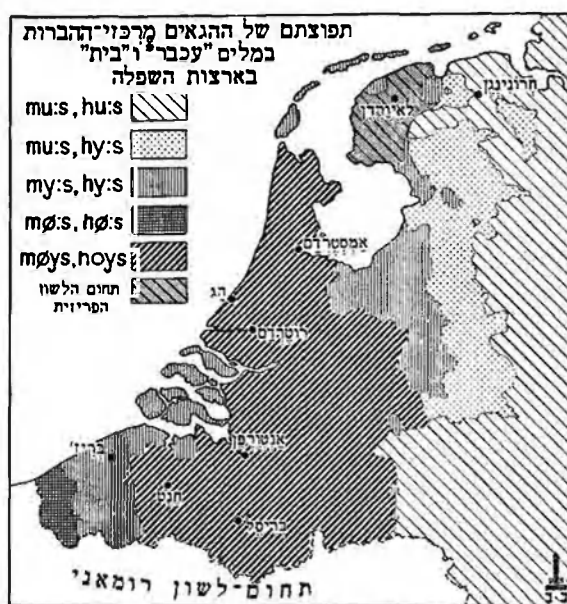 תפוצתם של ההגאים מרכזי-ההברות
במלים "עכבר" ו"בית"
בארצות השפלה
mu:s, hu:s
mu:s, hy:s
my:s, hy:s
mø:s, hø:s
møys, hoys
תחום הלשון
הפריזית
חרונינגן
לאיוורדן
אמסטרדם
הג
רוטרדם
אנטורפן
בריז'
חנט
בריסל
תחום-לשון רומאני